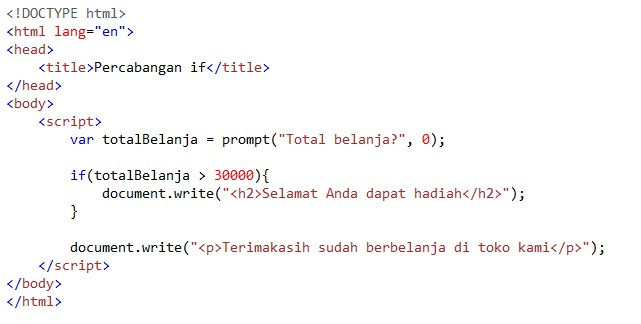 <!DOCTYPE html>
<html lang="en">
<head>
    <title>Percabangan if</title>
</head>
<body>
    <script>
        var totalBelanja = prompt("Total belanja?", 0);

        if(totalBelanja > 30000){
            document.write("<h2>Selamat Anda dapat hadiah</h2>");
        }

        document.write("<p>Terimakasih sudah berbelanja di toko kami</p>");
    </script>
</body>
</html>